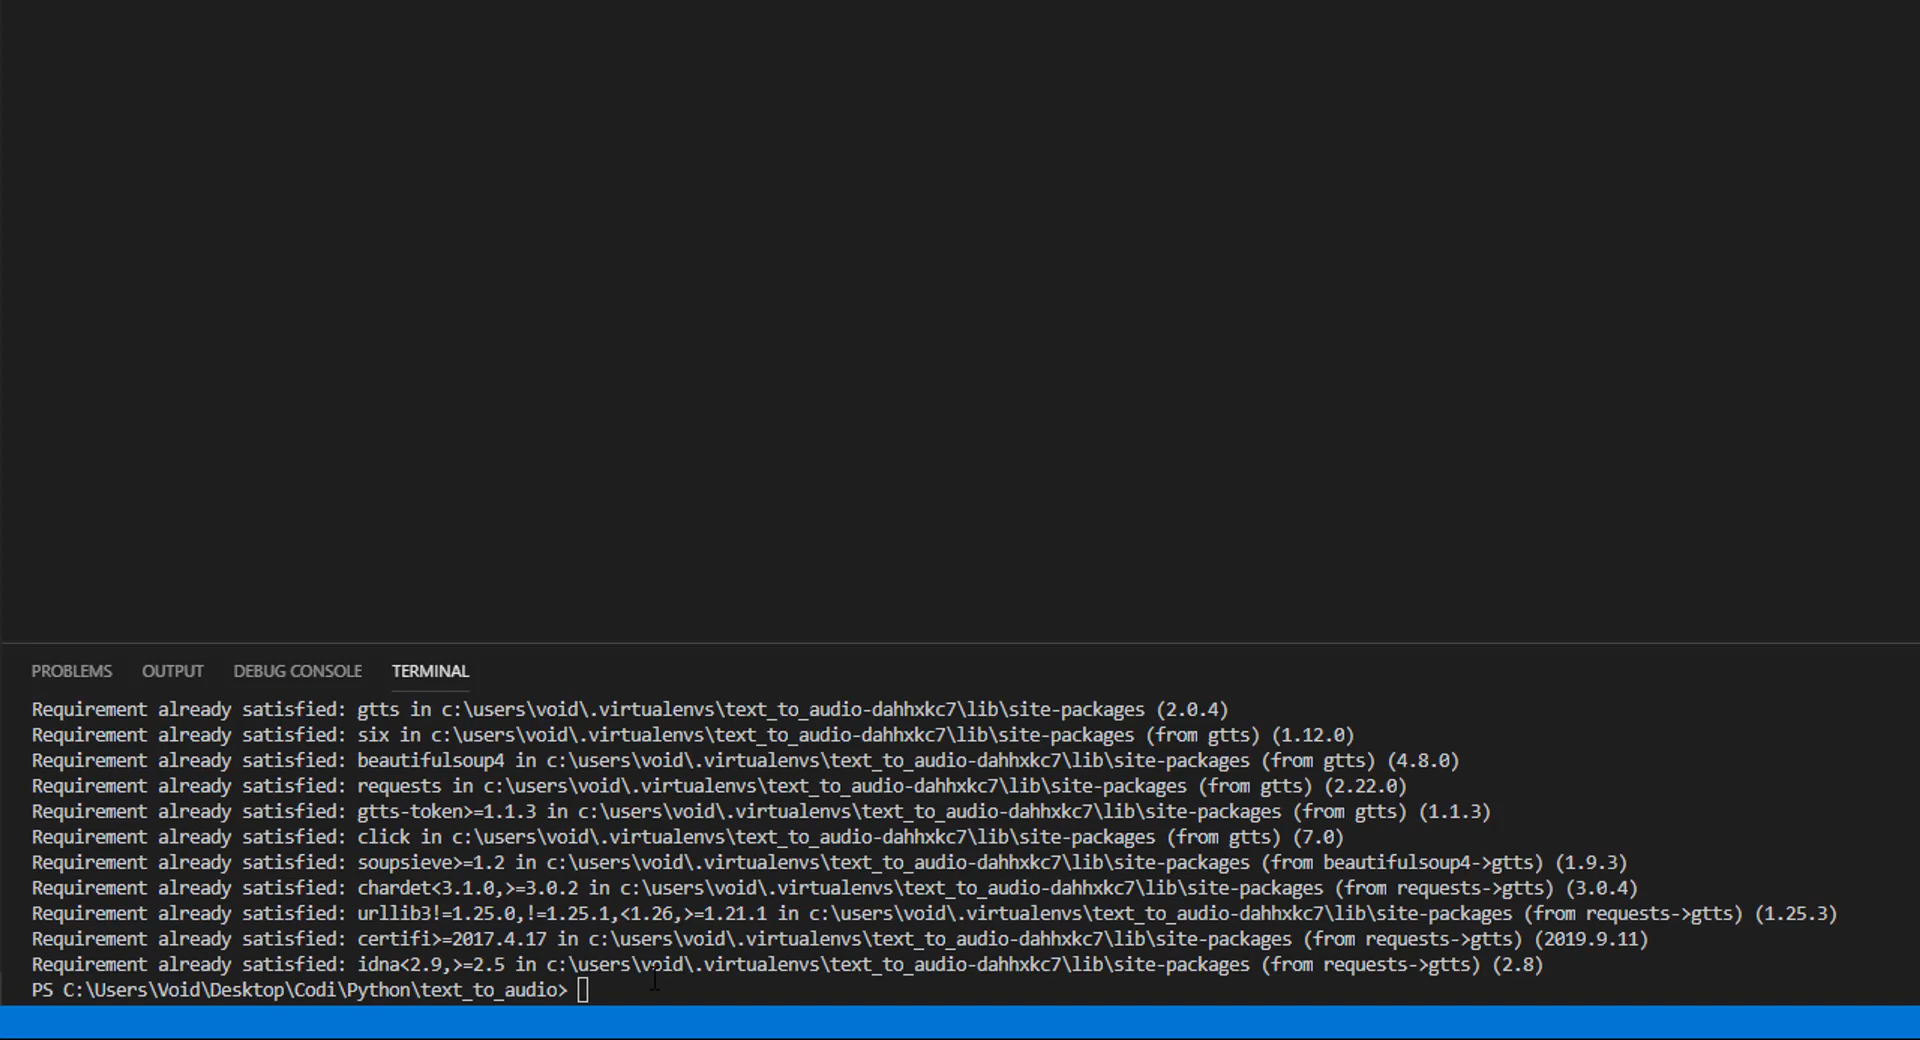 PROBLEMS OUTPUT DEBUG CONSOLE TERMINAL
Requirement already satisfied: gtts in c:\users\void\.virtualenvs\text_to_audio-dahhxkc7\lib\site-packages (2.0.4)
Requirement already satisfied: six in c:\users\void\.virtualenvs\text_to_audio-dahhxkc7\lib\site-packages (from gtts) (1.12.0)
Requirement already satisfied: beautifulsoup4 in c:\users\void\.virtualenvs\text_to_audio-dahhxkc7\lib\site-packages (from gtts) (4.8.0)
Requirement already satisfied: requests in c:\users\void\.virtualenvs\text_to_audio-dahhxkc7\lib\site-packages (from gtts) (2.22.0)
Requirement already satisfied: gtts-token>=1.1.3 in c:\users\void\.virtualenvs\text_to_audio-dahhxkc7\lib\site-packages (from gtts) (1.1.3)
Requirement already satisfied: click in c:\users\void\.virtualenvs\text_to_audio-dahhxkc7\lib\site-packages (from gtts) (7.0)
Requirement already satisfied: soupsieve>=1.2 in c:\users\void\.virtualenvs\text_to_audio-dahhxkc7\lib\site-packages (from beautifulsoup4->gtts) (1.9.3)
Requirement already satisfied: chardet<3.1.0,>=3.0.2 in c:\users\void\.virtualenvs\text_to_audio-dahhxkc7\lib\site-packages (from requests->gtts) (3.0.4)
Requirement already satisfied: urllib3!=1.25.0,!=1.25.1,<1.26,>=1.21.1 in c:\users\void\.virtualenvs\text_to_audio-dahhxkc7\lib\site-packages (from requests->gtts) (1.25.3)
Requirement already satisfied: certifi>=2017.4.17 in c:\users\void\.virtualenvs\text_to_audio-dahhxkc7\lib\site-packages (from requests->gtts) (2019.9.11)
Requirement already satisfied: idna<2.9,>=2.5 in c:\users\void\.virtualenvs\text_to_audio-dahhxkc7\lib\site-packages (from requests->gtts) (2.8)
PS C:\Users\Void\Desktop\Codi\Python\text_to_audio>